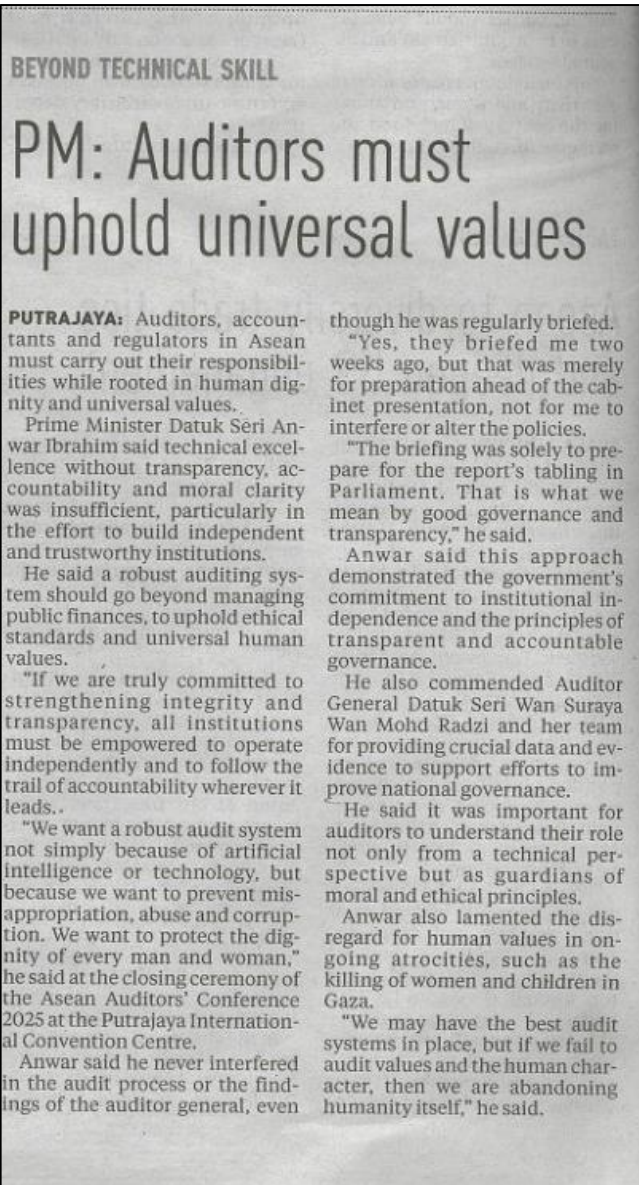 BEYOND TECHNICAL SKILL
PM: Auditors must
uphold universal values
PUTRAJAYA: Auditors, accoun-
tants and regulators in Asean
must carry out their responsibil-
ities while rooted in human dig-
nity and universal values.
Prime Minister Datuk Seri An-
war Ibrahim said technical excel-
lence without transparency, ac-
countability and moral clarity
was insufficient, particularly in
the effort to build independent
and trustworthy institutions.
He said a robust auditing sys-
tem should go beyond managing
public finances, to uphold ethical
standards and universal human
values.
"If we are truly committed to
strengthening integrity and
transparency, all institutions
must be empowered to operate
independently and to follow the
trail of accountability wherever it
leads.
"We want a robust audit system
not simply because of artificial
intelligence or technology, but
because we want to prevent mis-
appropriation, abuse and corrup-
tion. We want to protect the dig-
nity of every man and woman,"
he said at the closing ceremony of
the Asean Auditors' Conference
2025 at the Putrajaya Internation-
al Convention Centre.
Anwar said he never interfered
in the audit process or the find-
ings of the auditor general, even
though he was regularly briefed.
"Yes, they briefed me two
weeks ago, but that was merely
for preparation ahead of the cab-
inet presentation, not for me to
interfere or alter the policies.
"The briefing was solely to pre-
pare for the report's tabling in
Parliament. That is what we
mean by good governance and
transparency," he said.
Anwar said this approach
demonstrated the government's
commitment to institutional in-
dependence and the principles of
transparent and accountable
governance.
He also commended Auditor
General Datuk Seri Wan Suraya
Wan Mohd Radzi and her team
for providing crucial data and ev-
idence to support efforts to im-
prove national governance.
He said it was important for
auditors to understand their role
not only from a technical per-
spective but as guardians of
moral and ethical principles.
Anwar also lamented the dis-
regard for human values in on-
going atrocities, such as the
killing of women and children in
Gaza.
"We may have the best audit
systems in place, but if we fail to
audit values and the human char-
acter, then we are abandoning
humanity itself," he said.